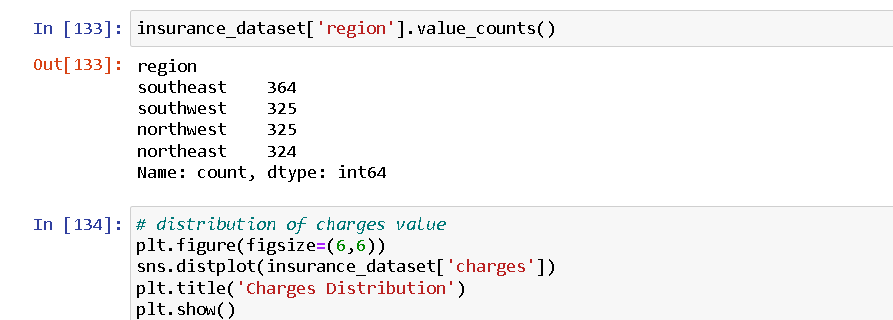 In [133]: insurance_dataset['region'].value_counts()
Out[133]: region
southeast    364
southwest    325
northwest    325
northeast    324
Name: count, dtype: int64
In [134]: # distribution of charges value
plt.figure(figsize=(6,6))
sns.distplot(insurance_dataset['charges'])
plt.title('Charges Distribution')
plt.show()